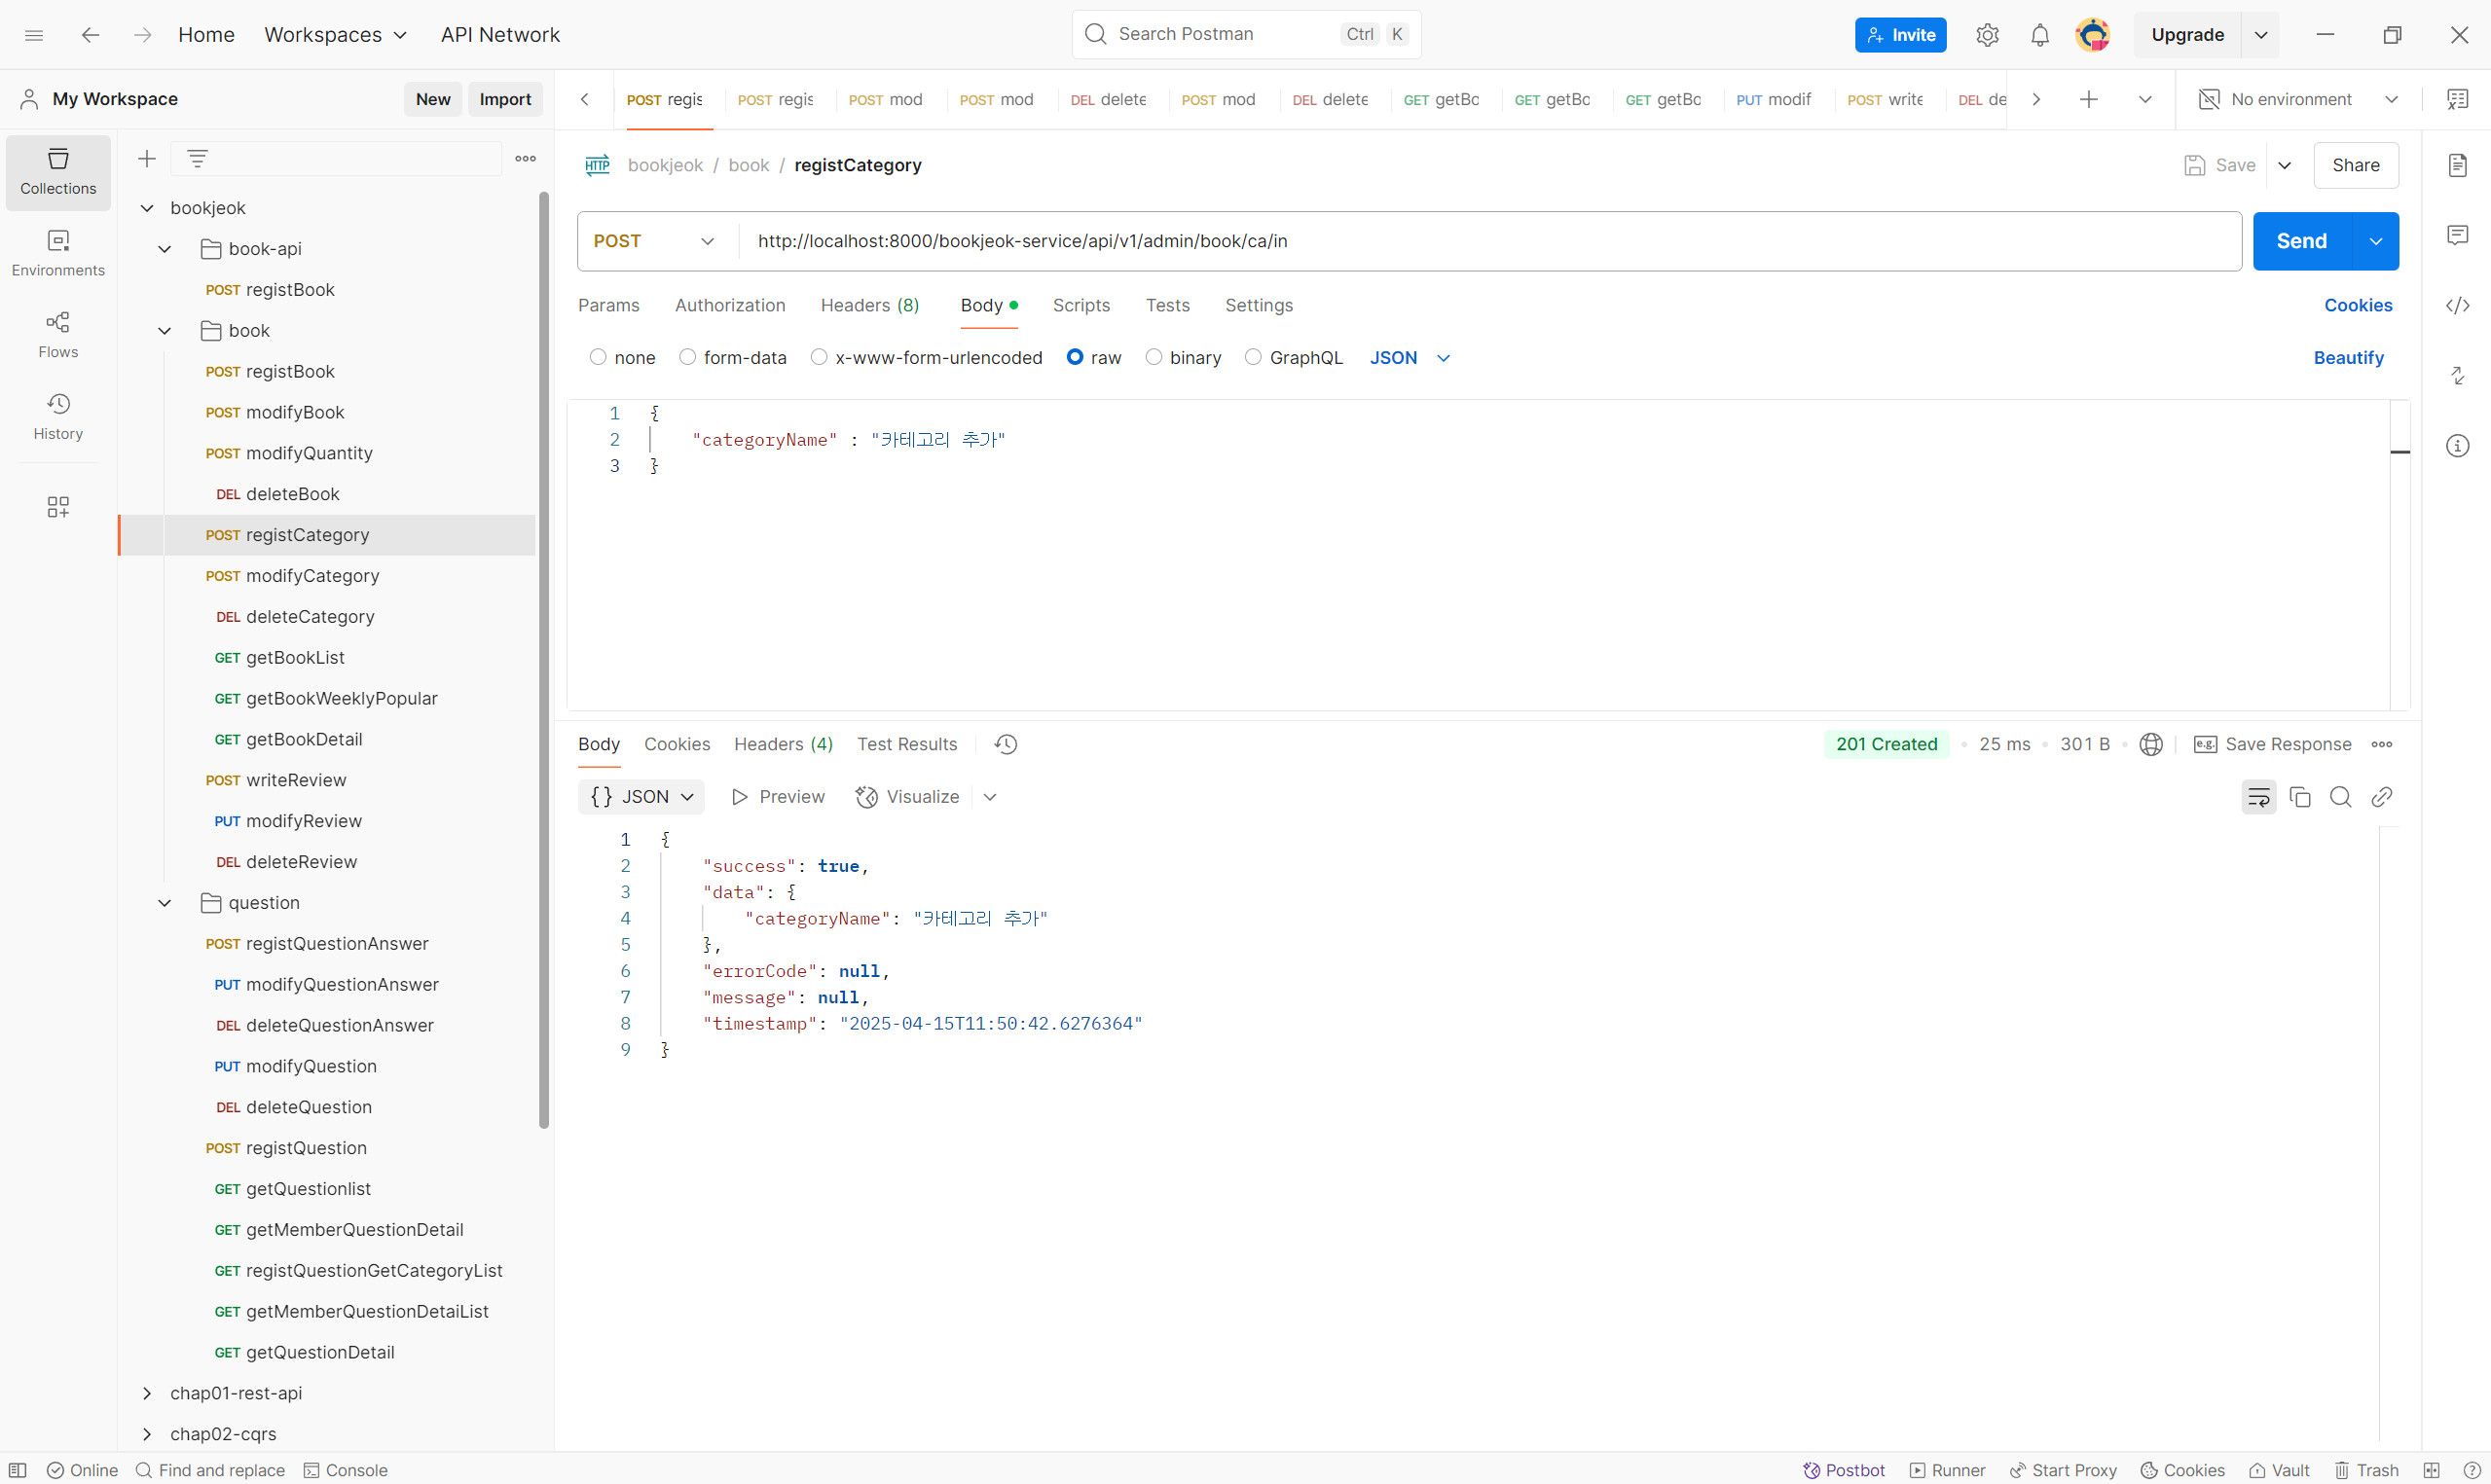 Home Workspaces API Network Search Postman Ctrl K Invite Upgrade
My Workspace New Import POST regis POST regis POST mod POST mod DEL delete POST mod DEL delete GET getBo GET getBo GET getBo PUT modif POST write DEL de No environment
Collections
Environments
Flows
History
bookjeok
book-api
POST registBook
book
POST registBook
POST modifyBook
POST modifyQuantity
DEL deleteBook
POST registCategory
POST modifyCategory
DEL deleteCategory
GET getBookList
GET getBookWeeklyPopular
GET getBookDetail
POST writeReview
PUT modifyReview
DEL deleteReview
question
POST registQuestionAnswer
PUT modifyQuestionAnswer
DEL deleteQuestionAnswer
PUT modifyQuestion
DEL deleteQuestion
POST registQuestion
GET getQuestionlist
GET getMemberQuestionDetail
GET registQuestionGetCategoryList
GET getMemberQuestionDetaiList
GET getQuestionDetail
chap01-rest-api
chap02-cqrs
HTTP bookjeok / book / registCategory Save Share
POST http://localhost:8000/bookjeok-service/api/v1/admin/book/ca/in Send
Params Authorization Headers (8) Body Scripts Tests Settings Cookies
none form-data x-www-form-urlencoded raw binary GraphQL JSON Beautify
1 {
2 "categoryName" : "카테고리 추가"
3 }
Body Cookies Headers (4) Test Results 201 Created 25 ms 301 B e.g. Save Response
{} JSON Preview Visualize
1 {
2 "success": true,
3 "data": {
4 "categoryName": "카테고리 추가"
5 },
6 "errorCode": null,
7 "message": null,
8 "timestamp": "2025-04-15T11:50:42.6276364"
9 }
Online Find and replace Console Postbot Runner Start Proxy Cookies Vault Trash